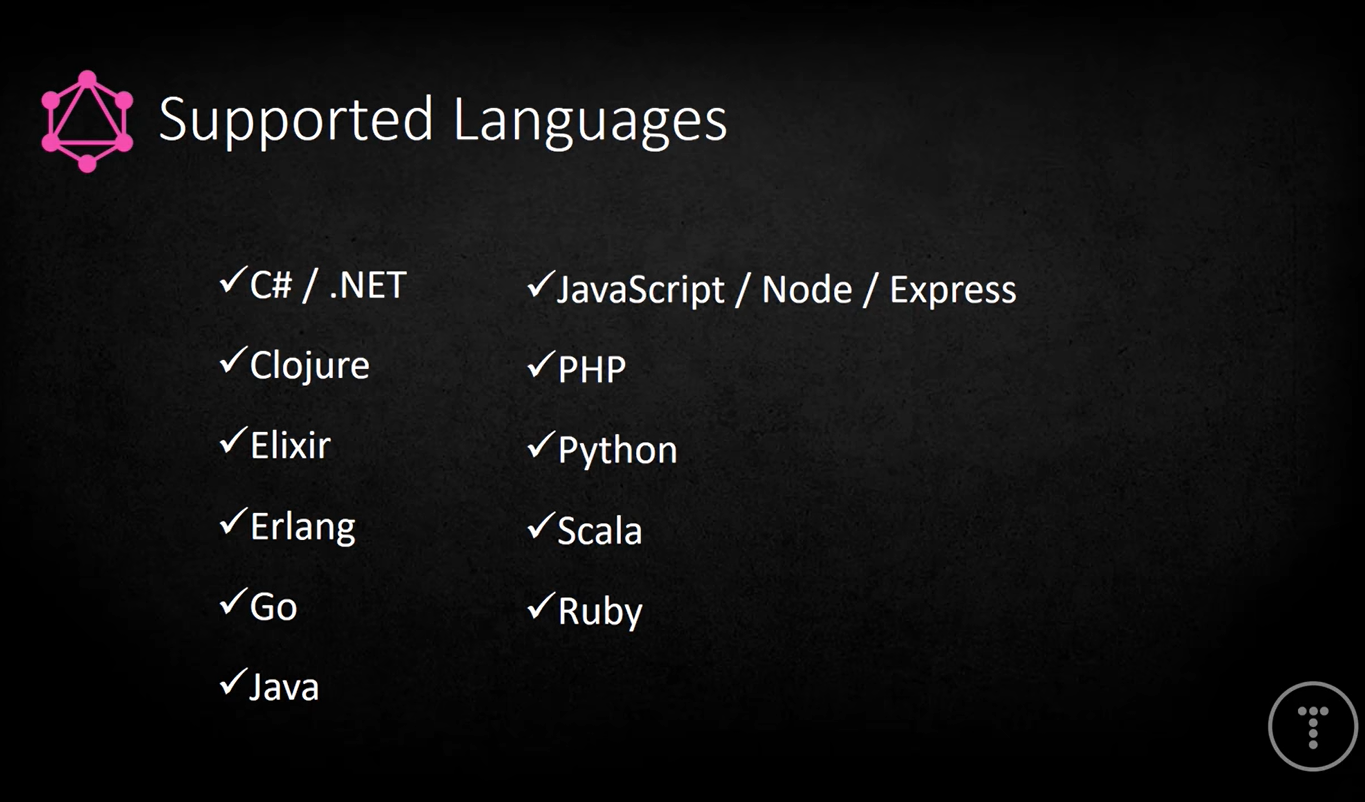 Supported Languages
✓C# / .NET
✓Clojure
✓Elixir
✓Erlang
✓Go
✓Java
✓JavaScript / Node / Express
✓PHP
✓Python
✓Scala
✓Ruby
T